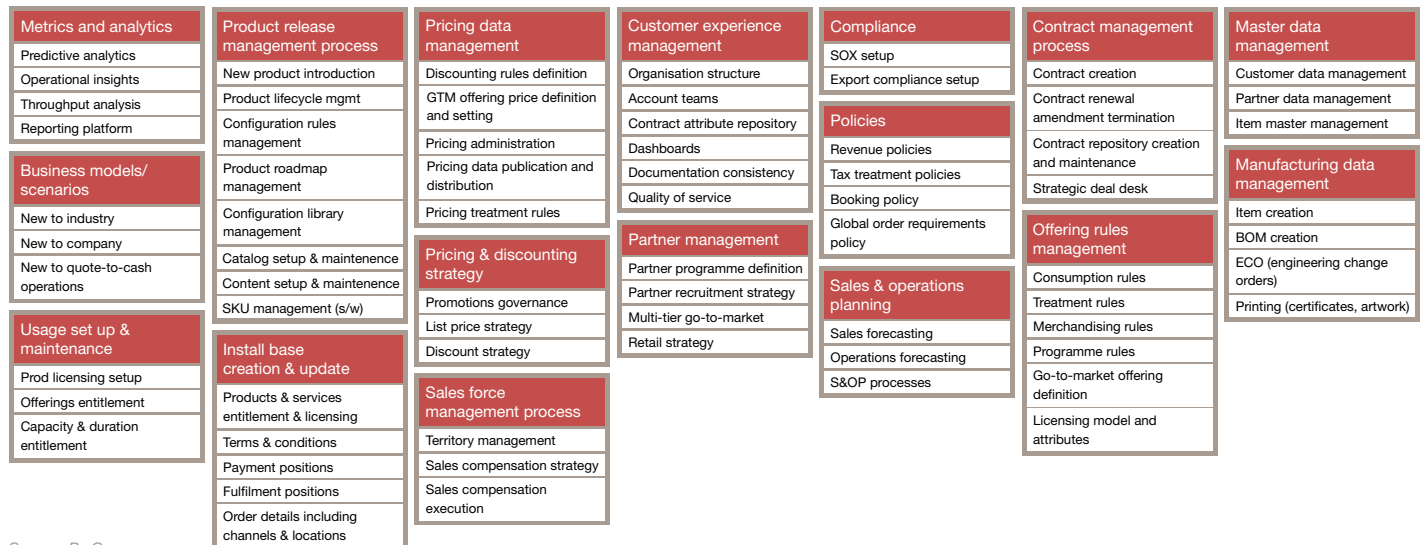 Metrics and analytics
Predictive analytics
Operational insights
Throughput analysis
Reporting platform
Business models/
scenarios
New to industry
New to company
New to quote-to-cash
operations
Usage set up &
maintenance
Prod licensing setup
Offerings entitlement
Capacity & duration
entitlement
Product release
management process
New product introduction
Product lifecycle mgmt
Configuration rules
management
Product roadmap
management
Configuration library
management
Catalog setup & maintenence
Content setup & maintenence
SKU management (s/w)
Install base
creation & update
Products & services
entitlement & licensing
Terms & conditions
Payment positions
Fulfilment positions
Order details including
channels & locations
Pricing data
management
Discounting rules definition
GTM offering price definition
and setting
Pricing administration
Pricing data publication and
distribution
Pricing treatment rules
Pricing & discounting
strategy
Promotions governance
List price strategy
Discount strategy
Sales force
management process
Territory management
Sales compensation strategy
Sales compensation
execution
Customer experience
management
Organisation structure
Account teams
Contract attribute repository
Dashboards
Documentation consistency
Quality of service
Partner management
Partner programme definition
Partner recruitment strategy
Multi-tier go-to-market
Retail strategy
Compliance
SOX setup
Export compliance setup
Policies
Revenue policies
Tax treatment policies
Booking policy
Global order requirements
policy
Sales & operations
planning
Sales forecasting
Operations forecasting
S&OP processes
Contract management
process
Contract creation
Contract renewal
amendment termination
Contract repository creation
and maintenance
Strategic deal desk
Offering rules
management
Consumption rules
Treatment rules
Merchandising rules
Programme rules
Go-to-market offering
definition
Licensing model and
attributes
Master data
management
Customer data management
Partner data management
Item master management
Manufacturing data
management
Item creation
BOM creation
ECO (engineering change
orders)
Printing (certificates, artwork)